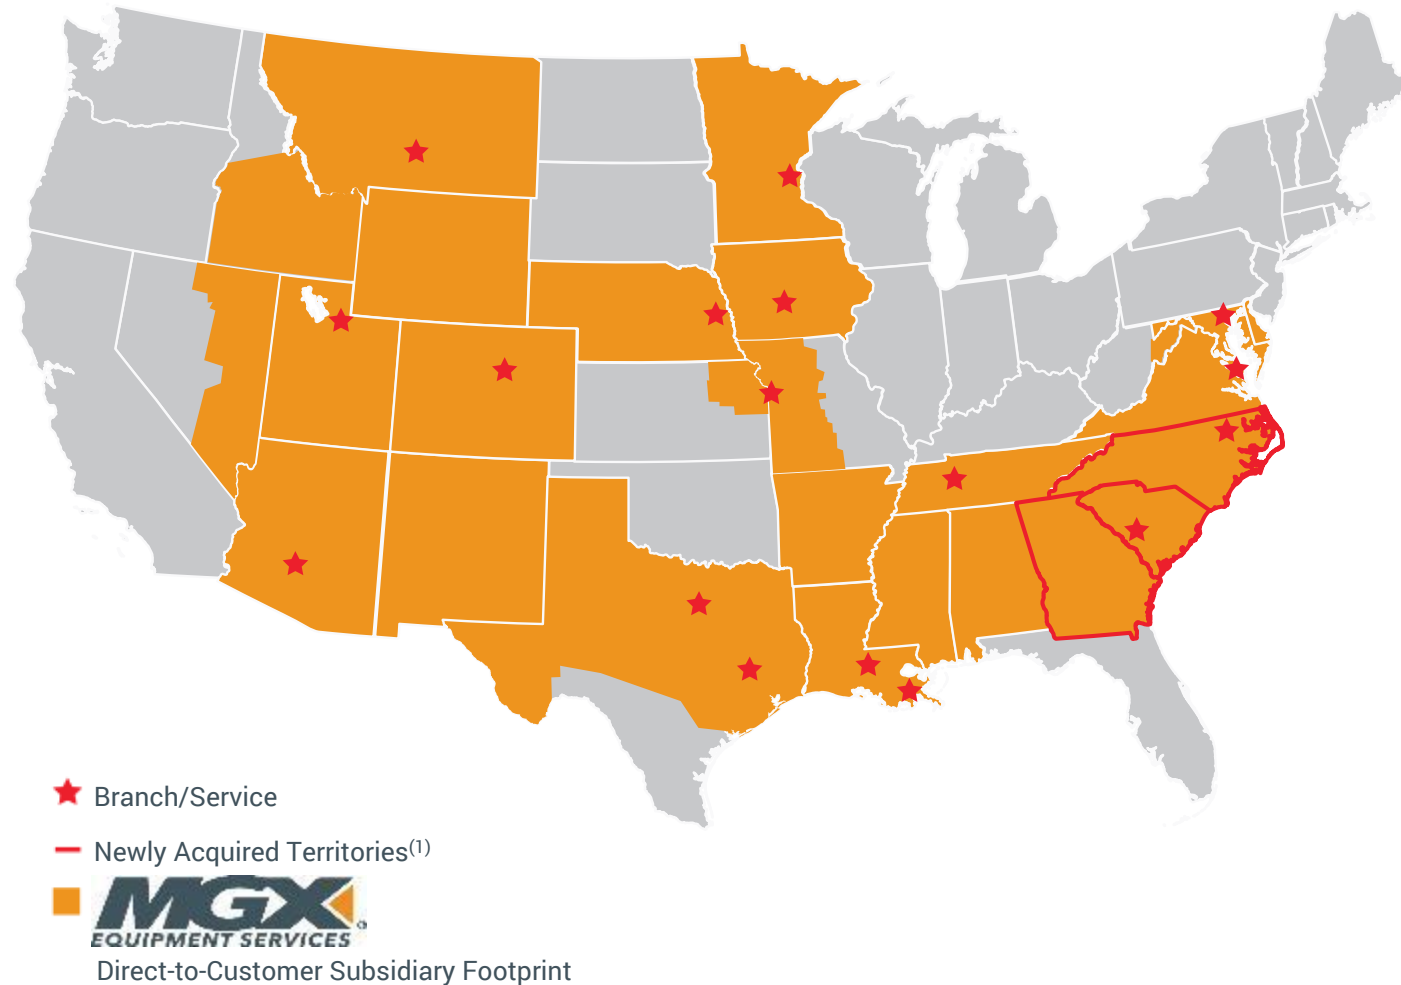 Branch/Service
Newly Acquired Territories(1)
MGX
EQUIPMENT SERVICES
Direct-to-Customer Subsidiary Footprint